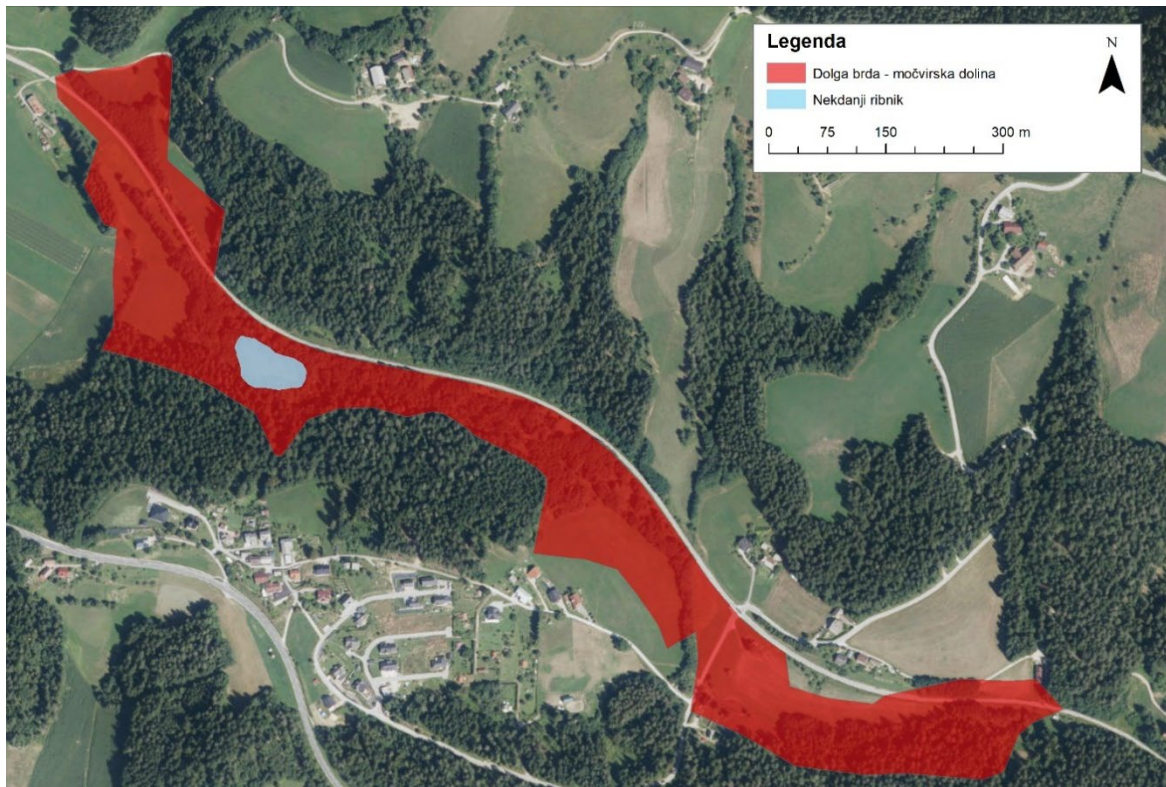 Legenda
Dolga brda - močvirska dolina
Nekdanji ribnik
N
0 75 150 300 m